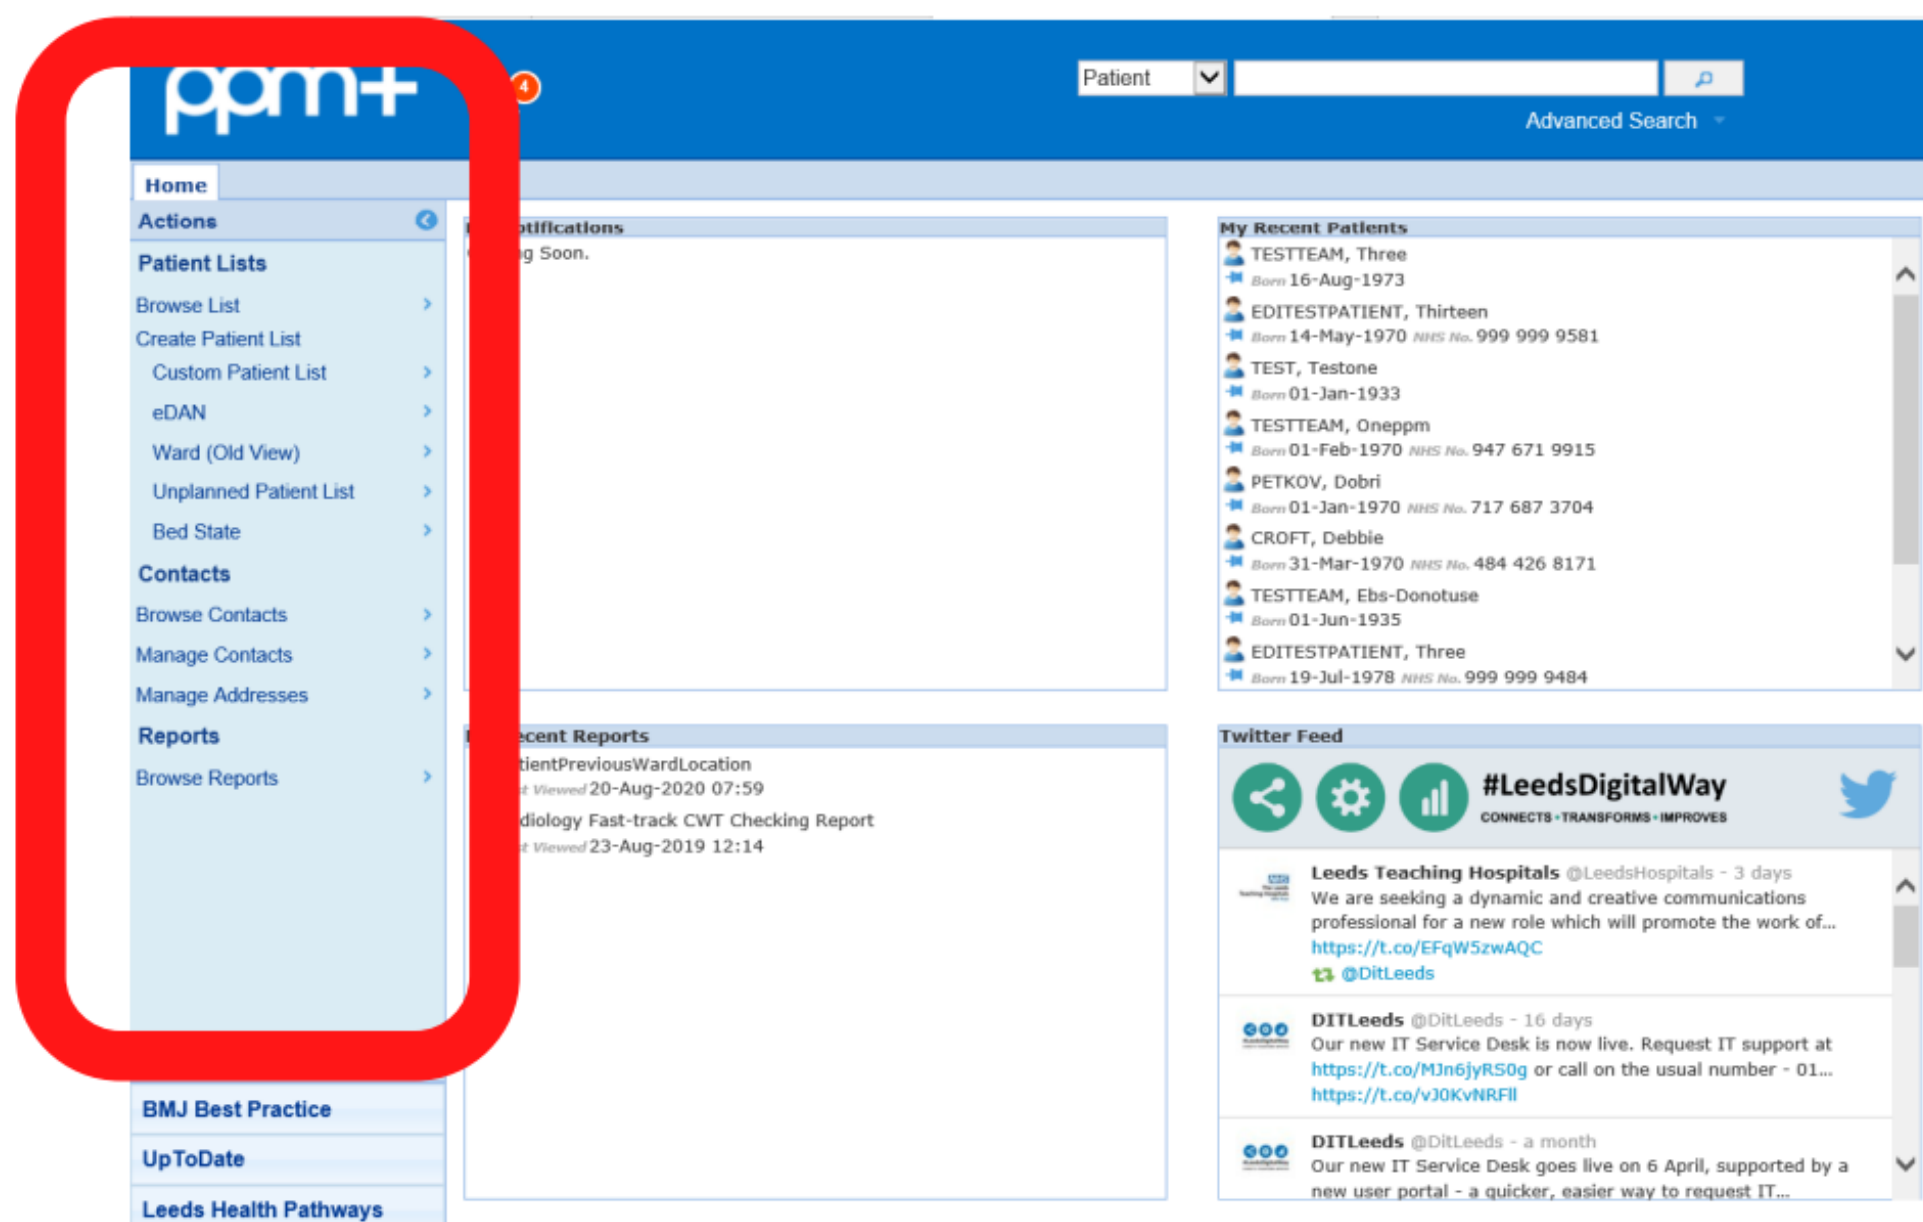 ppm+
4
Patient
Advanced Search
Home
Actions
Patient Lists
Browse List
Create Patient List
Custom Patient List
eDAN
Ward (Old View)
Unplanned Patient List
Bed State
Contacts
Browse Contacts
Manage Contacts
Manage Addresses
Reports
Browse Reports
BMJ Best Practice
UpToDate
Leeds Health Pathways
otifications
g Soon.
My Recent Patients
TESTTEAM, Three
Born 16-Aug-1973
EDITESTPATIENT, Thirteen
Born 14-May-1970 NHS No. 999 999 9581
TEST, Testone
Born 01-Jan-1933
TESTTEAM, Oneppm
Born 01-Feb-1970 NHS No. 947 671 9915
PETKOV, Dobri
Born 01-Jan-1970 NHS No. 717 687 3704
CROFT, Debbie
Born 31-Mar-1970 NHS No. 484 426 8171
TESTTEAM, Ebs-Donotuse
Born 01-Jun-1935
EDITESTPATIENT, Three
Born 19-Jul-1978 NHS No. 999 999 9484
ecent Reports
tientPreviousWardLocation
t Viewed 20-Aug-2020 07:59
diology Fast-track CWT Checking Report
t Viewed 23-Aug-2019 12:14
Twitter Feed
#LeedsDigitalWay
CONNECTS • TRANSFORMS • IMPROVES
NHS
Leeds Teaching Hospitals @LeedsHospitals - 3 days
We are seeking a dynamic and creative communications
professional for a new role which will promote the work of...
https://t.co/EFqW5zwAQC
@DitLeeds
DITLeeds @DitLeeds - 16 days
Our new IT Service Desk is now live. Request IT support at
https://t.co/MJn6jyRS0g or call on the usual number - 01...
https://t.co/vJ0KvNRFll
DITLeeds @DitLeeds - a month
Our new IT Service Desk goes live on 6 April, supported by a
new user portal - a quicker, easier way to request IT...